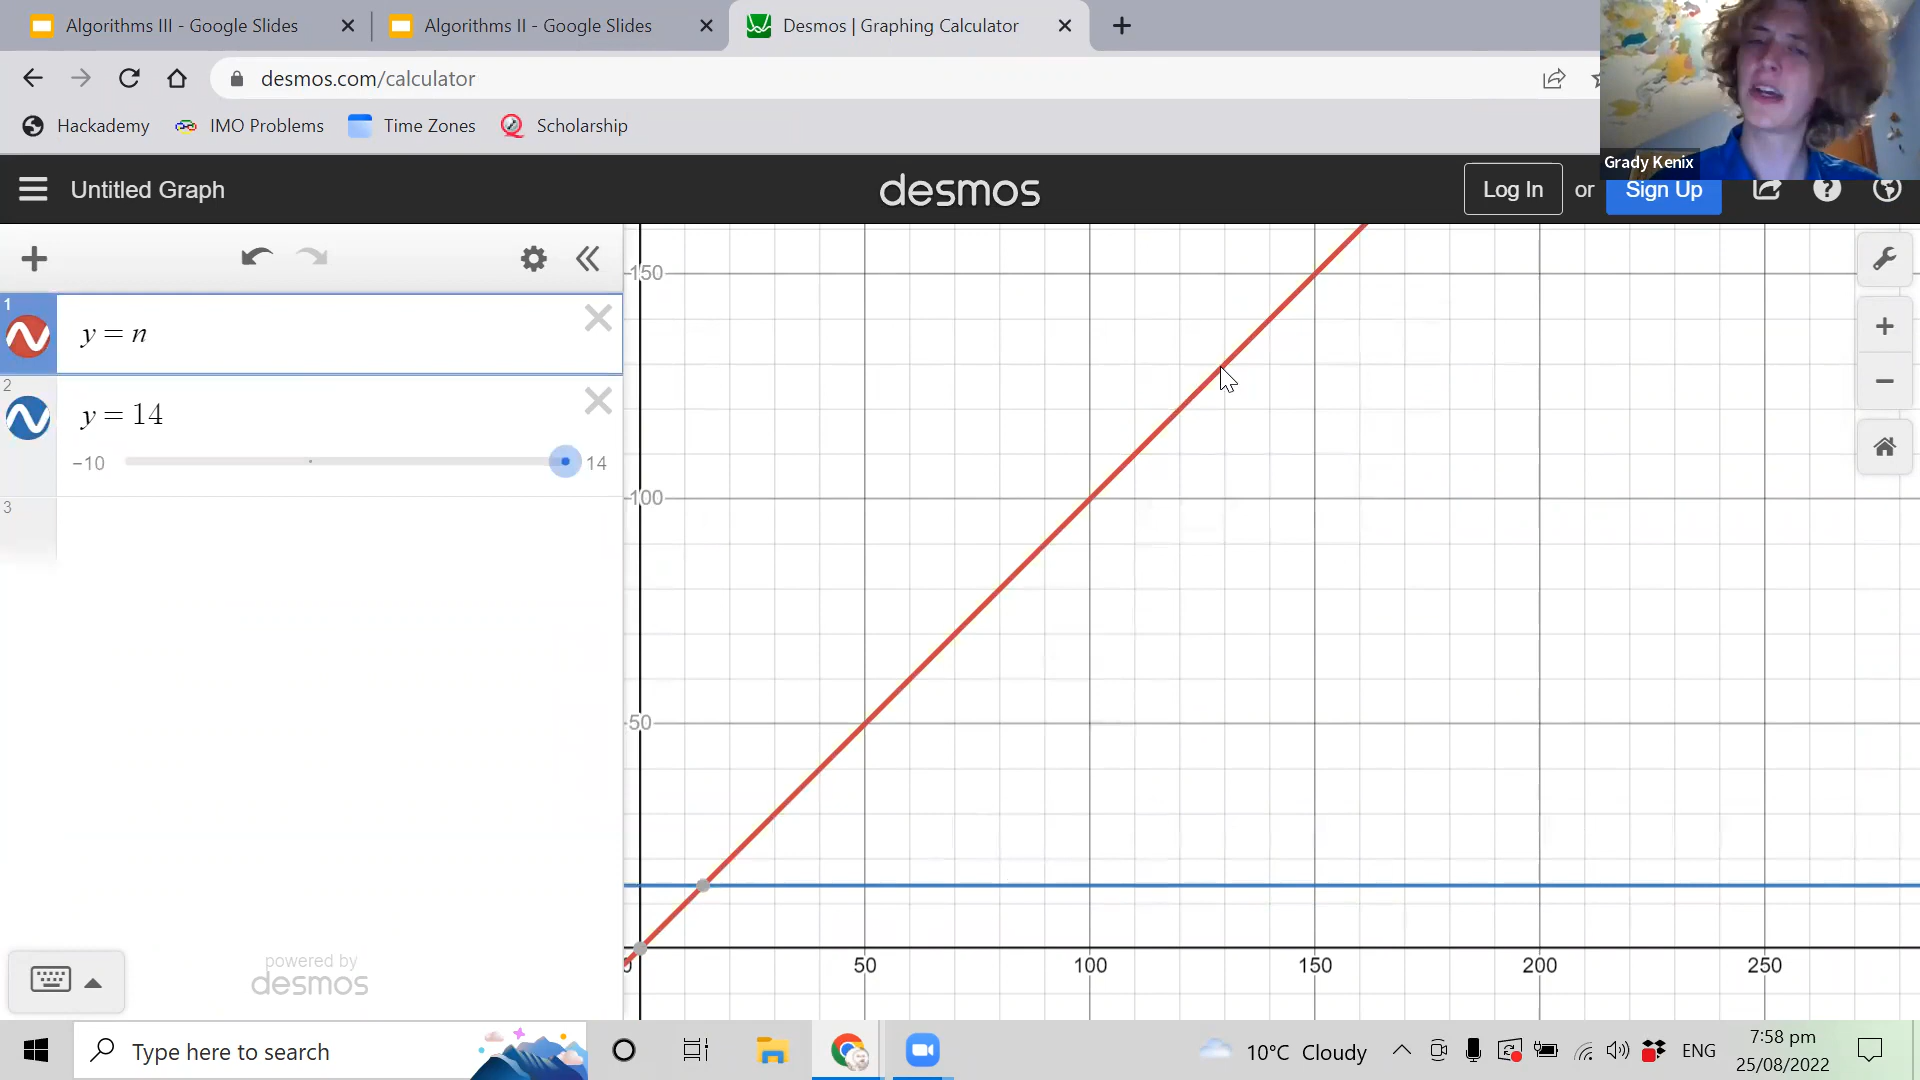 Algorithms III - Google Slides
Algorithms II - Google Slides
Desmos | Graphing Calculator
desmos.com/calculator
Hackademy
IMO Problems
Time Zones
Scholarship
Grady Kenix
Untitled Graph
desmos
Log In
or
Sign Up
1
y = n
2
y = 14
−10
14
3
150
100
50
0
50
100
150
200
250
powered by
desmos
Type here to search
10°C Cloudy
ENG
7:58 pm
25/08/2022